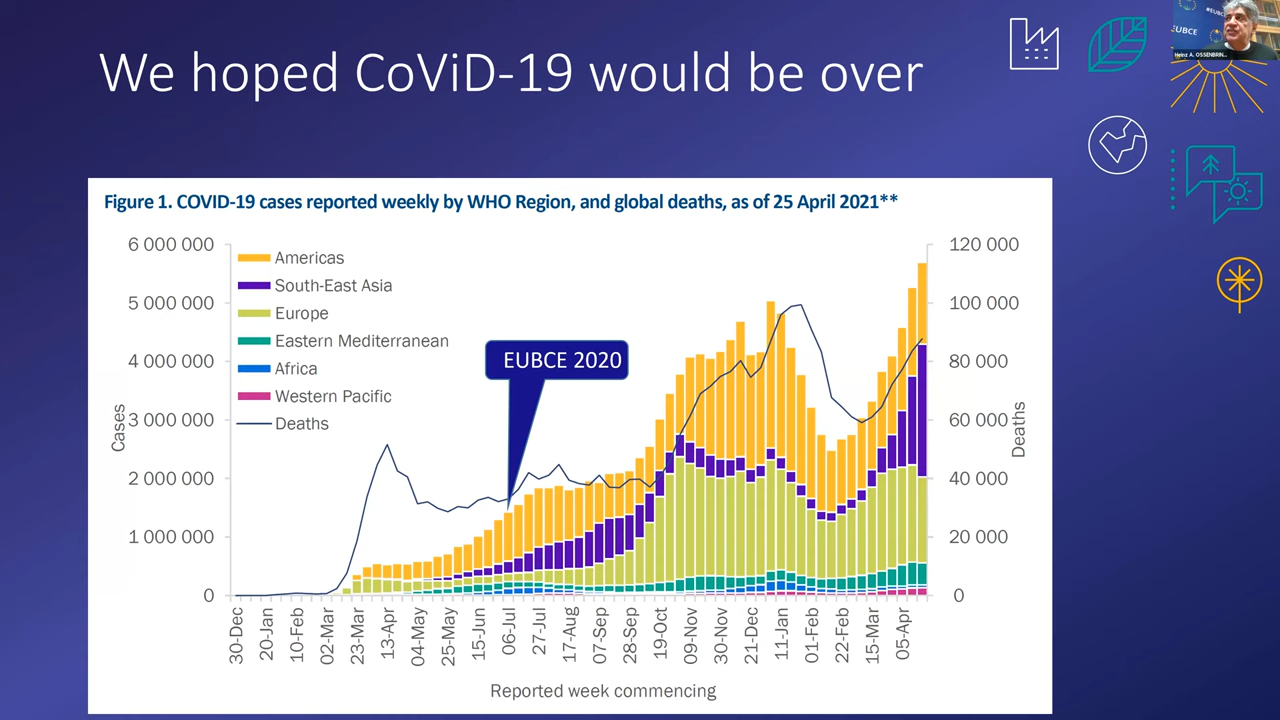 We hoped CoViD-19 would be over
#EUBC
EUBCE
Heinz A. OSSENBRIN...
Figure 1. COVID-19 cases reported weekly by WHO Region, and global deaths, as of 25 April 2021**
6 000 000
5 000 000
4 000 000
3 000 000
2 000 000
1 000 000
0
Cases
Americas
South-East Asia
Europe
Eastern Mediterranean
Africa
Western Pacific
Deaths
EUBCE 2020
120 000
100 000
80 000
60 000
40 000
20 000
0
Deaths
30-Dec
20-Jan
10-Feb
02-Mar
23-Mar
13-Apr
04-May
25-May
15-Jun
06-Jul
27-Jul
17-Aug
07-Sep
28-Sep
19-Oct
09-Nov
30-Nov
21-Dec
11-Jan
01-Feb
22-Feb
15-Mar
05-Apr
Reported week commencing